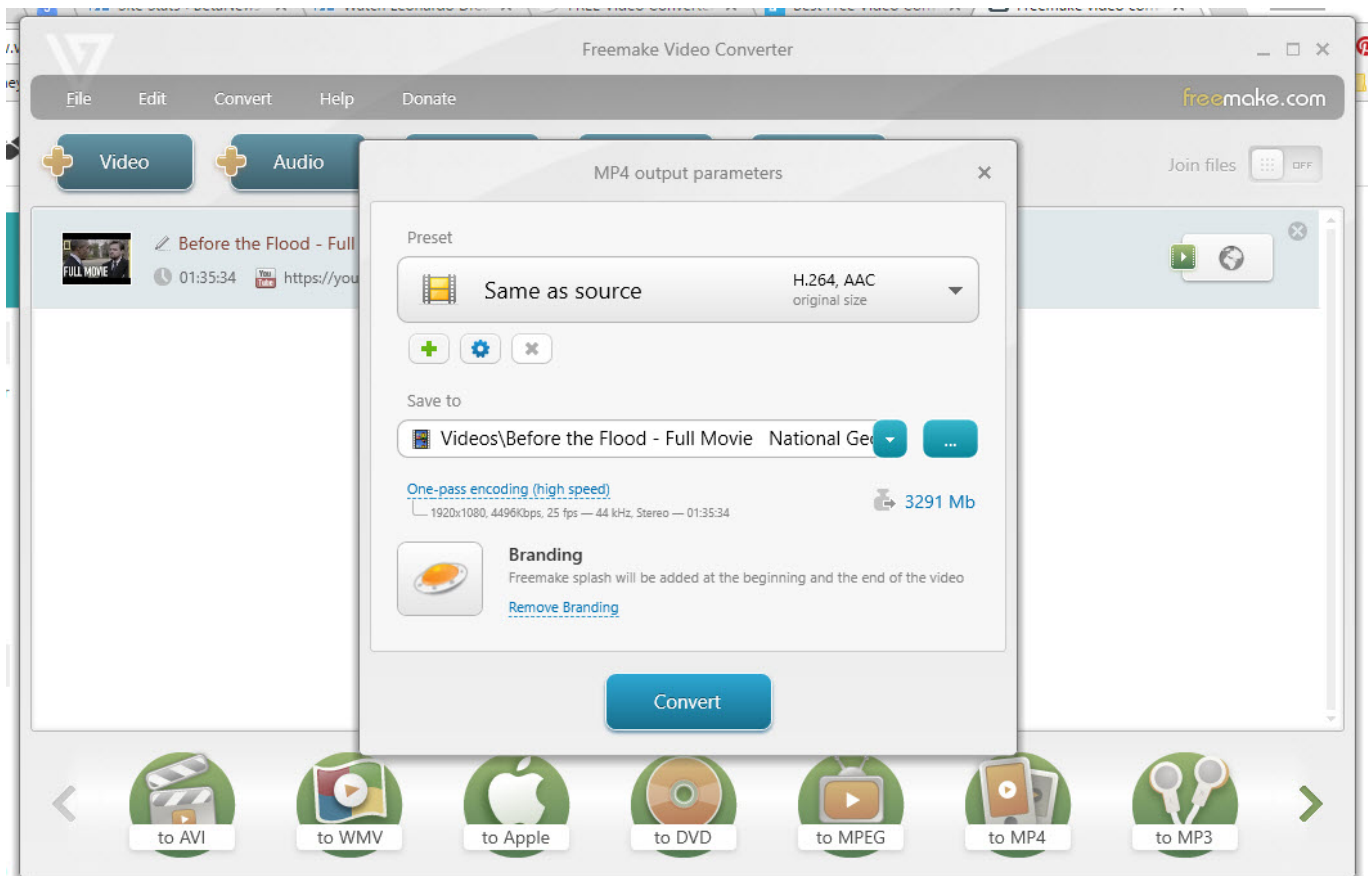 Freemake Video Converter
File Edit Convert Help Donate
freemake.com
Video
Audio
Join files
OFF
MP4 output parameters
FULL MOVIE
Before the Flood - Full
01:35:34
You
Tube
https://you
Preset
Same as source
H.264, AAC
original size
Save to
Videos\Before the Flood - Full Movie National Geo
...
One-pass encoding (high speed)
1920x1080, 4496Kbps, 25 fps — 44 kHz, Stereo — 01:35:34
3291 Mb
Branding
Freemake splash will be added at the beginning and the end of the video
Remove Branding
Convert
to AVI
to WMV
to Apple
to DVD
to MPEG
to MP4
to MP3